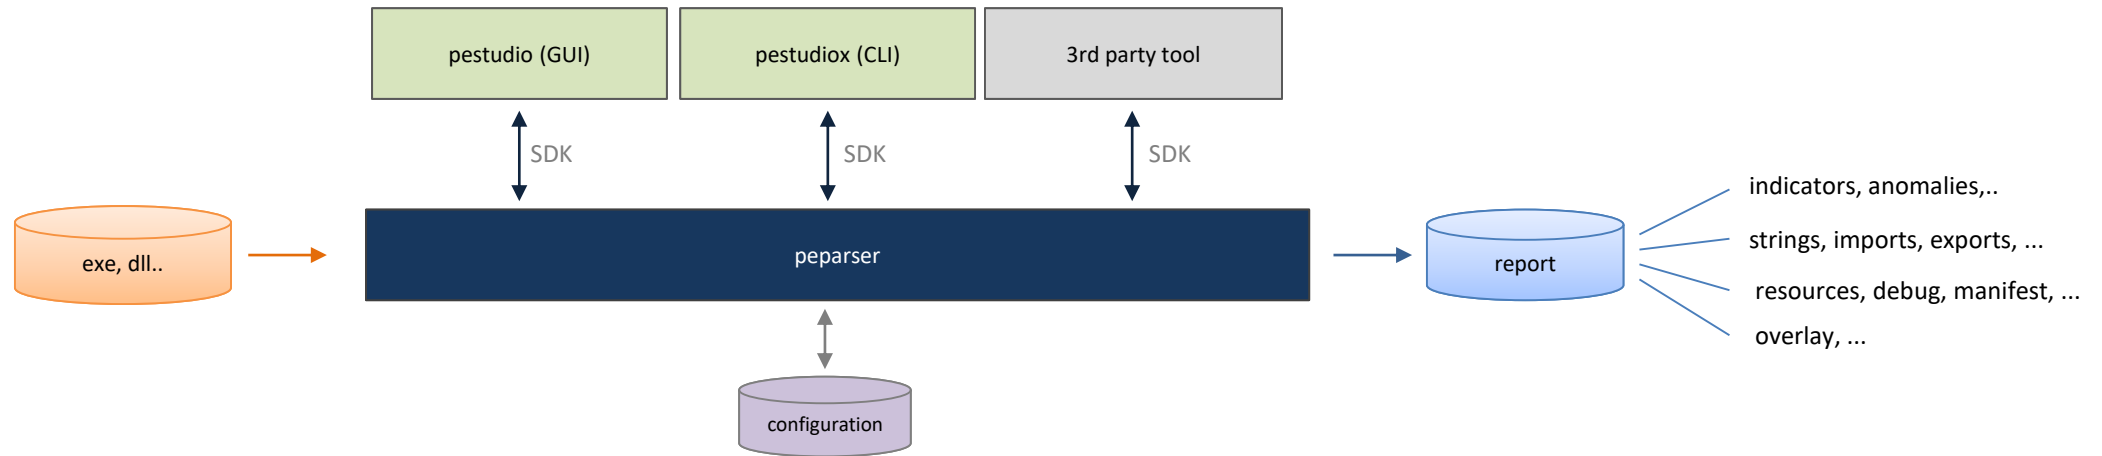 pestudio (GUI)
pestudiox (CLI)
3rd party tool
SDK
SDK
SDK
exe, dll..
peparser
report
indicators, anomalies,..
strings, imports, exports, ...
resources, debug, manifest, ...
overlay, ...
configuration